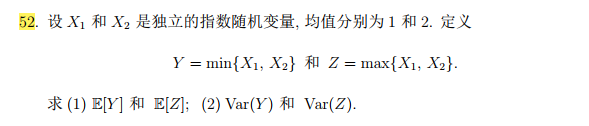 52. 设 X₁ 和 X₂ 是独立的指数随机变量, 均值分别为 1 和 2. 定义
Y = min{X₁, X₂} 和 Z = max{X₁, X₂}.
求 (1) 𝔼[Y] 和 𝔼[Z]; (2) Var(Y) 和 Var(Z).